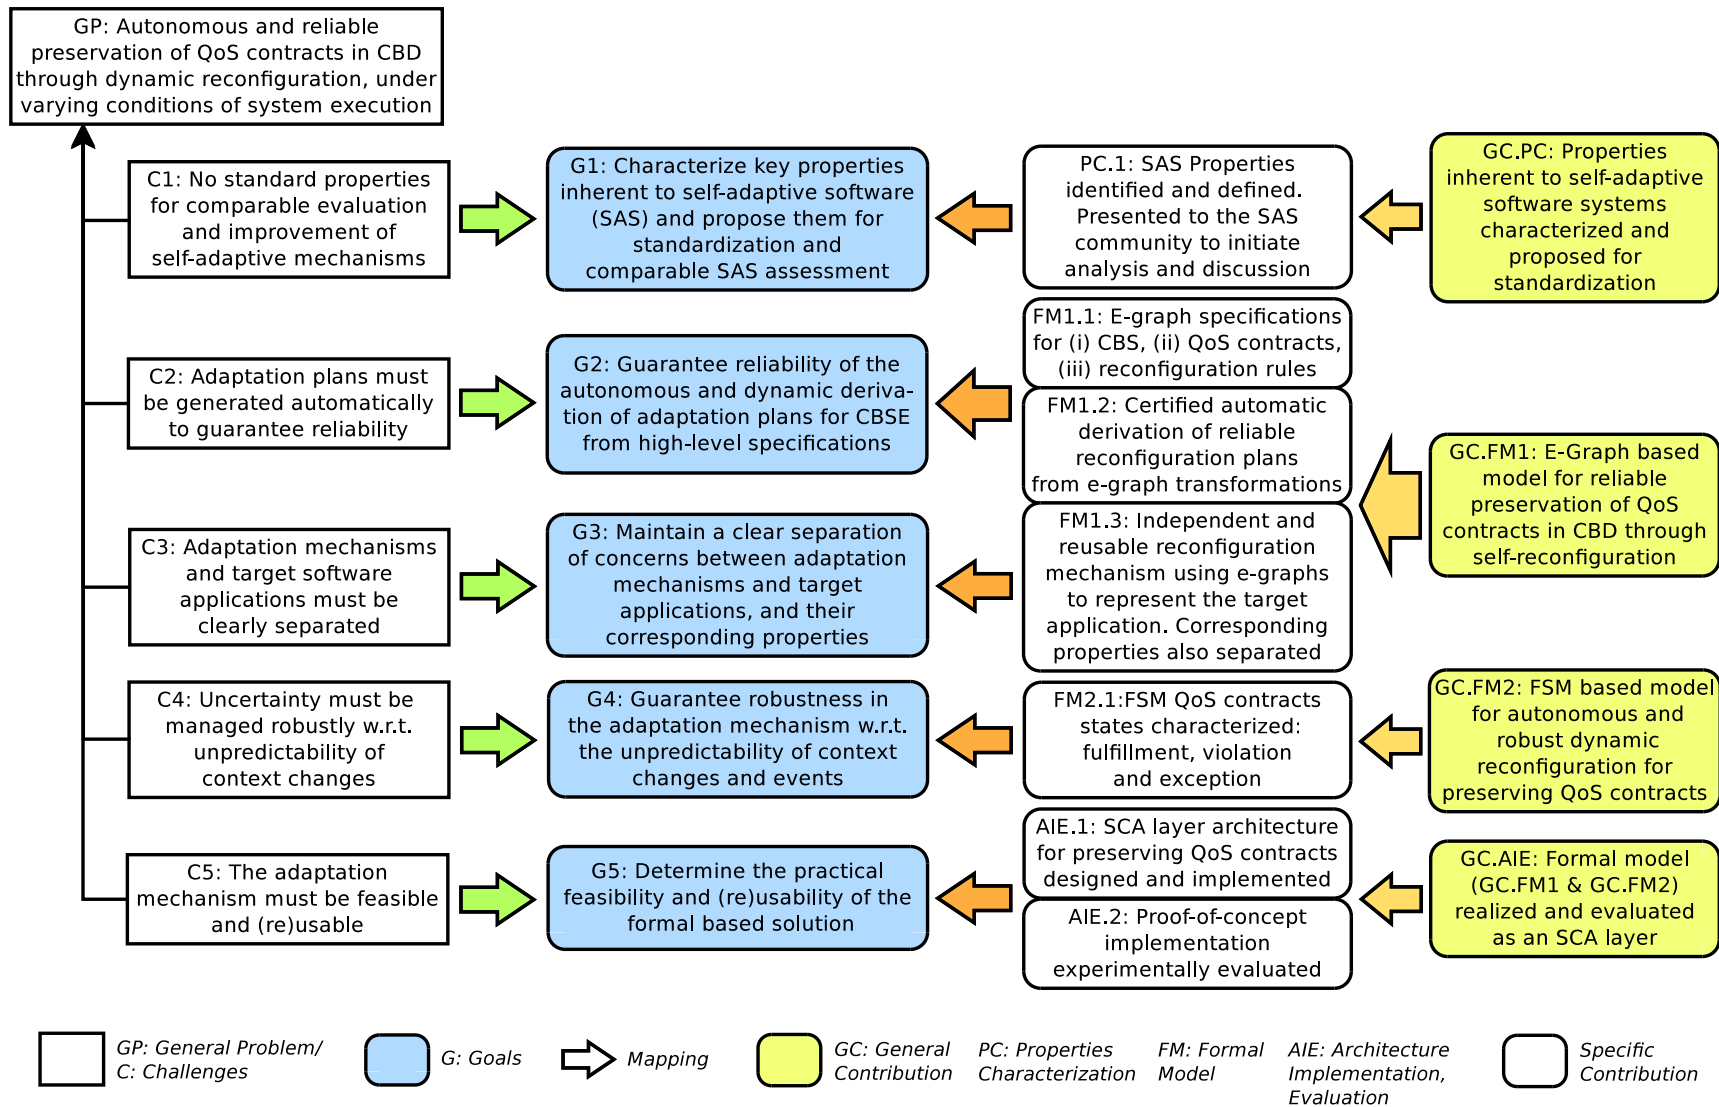 GP: Autonomous and reliable
preservation of QoS contracts in CBD
through dynamic reconfiguration, under
varying conditions of system execution
C1: No standard properties
for comparable evaluation
and improvement of
self-adaptive mechanisms
G1: Characterize key properties
inherent to self-adaptive software
(SAS) and propose them for
standardization and
comparable SAS assessment
PC.1: SAS Properties
identified and defined.
Presented to the SAS
community to initiate
analysis and discussion
GC.PC: Properties
inherent to self-adaptive
software systems
characterized and
proposed for
standardization
C2: Adaptation plans must
be generated automatically
to guarantee reliability
G2: Guarantee reliability of the
autonomous and dynamic deriva-
tion of adaptation plans for CBSE
from high-level specifications
FM1.1: E-graph specifications
for (i) CBS, (ii) QoS contracts,
(iii) reconfiguration rules
FM1.2: Certified automatic
derivation of reliable
reconfiguration plans
from e-graph transformations
GC.FM1: E-Graph based
model for reliable
preservation of QoS
contracts in CBD through
self-reconfiguration
C3: Adaptation mechanisms
and target software
applications must be
clearly separated
G3: Maintain a clear separation
of concerns between adaptation
mechanisms and target
applications, and their
corresponding properties
FM1.3: Independent and
reusable reconfiguration
mechanism using e-graphs
to represent the target
application. Corresponding
properties also separated
C4: Uncertainty must be
managed robustly w.r.t.
unpredictability of
context changes
G4: Guarantee robustness in
the adaptation mechanism w.r.t.
the unpredictability of context
changes and events
FM2.1:FSM QoS contracts
states characterized:
fulfillment, violation
and exception
GC.FM2: FSM based model
for autonomous and
robust dynamic
reconfiguration for
preserving QoS contracts
C5: The adaptation
mechanism must be feasible
and (re)usable
G5: Determine the practical
feasibility and (re)usability of the
formal based solution
AIE.1: SCA layer architecture
for preserving QoS contracts
designed and implemented
AIE.2: Proof-of-concept
implementation
experimentally evaluated
GC.AIE: Formal model
(GC.FM1 & GC.FM2)
realized and evaluated
as an SCA layer
GP: General Problem/
C: Challenges
G: Goals
Mapping
GC: General
Contribution
PC: Properties
Characterization
FM: Formal
Model
AIE: Architecture
Implementation,
Evaluation
Specific
Contribution